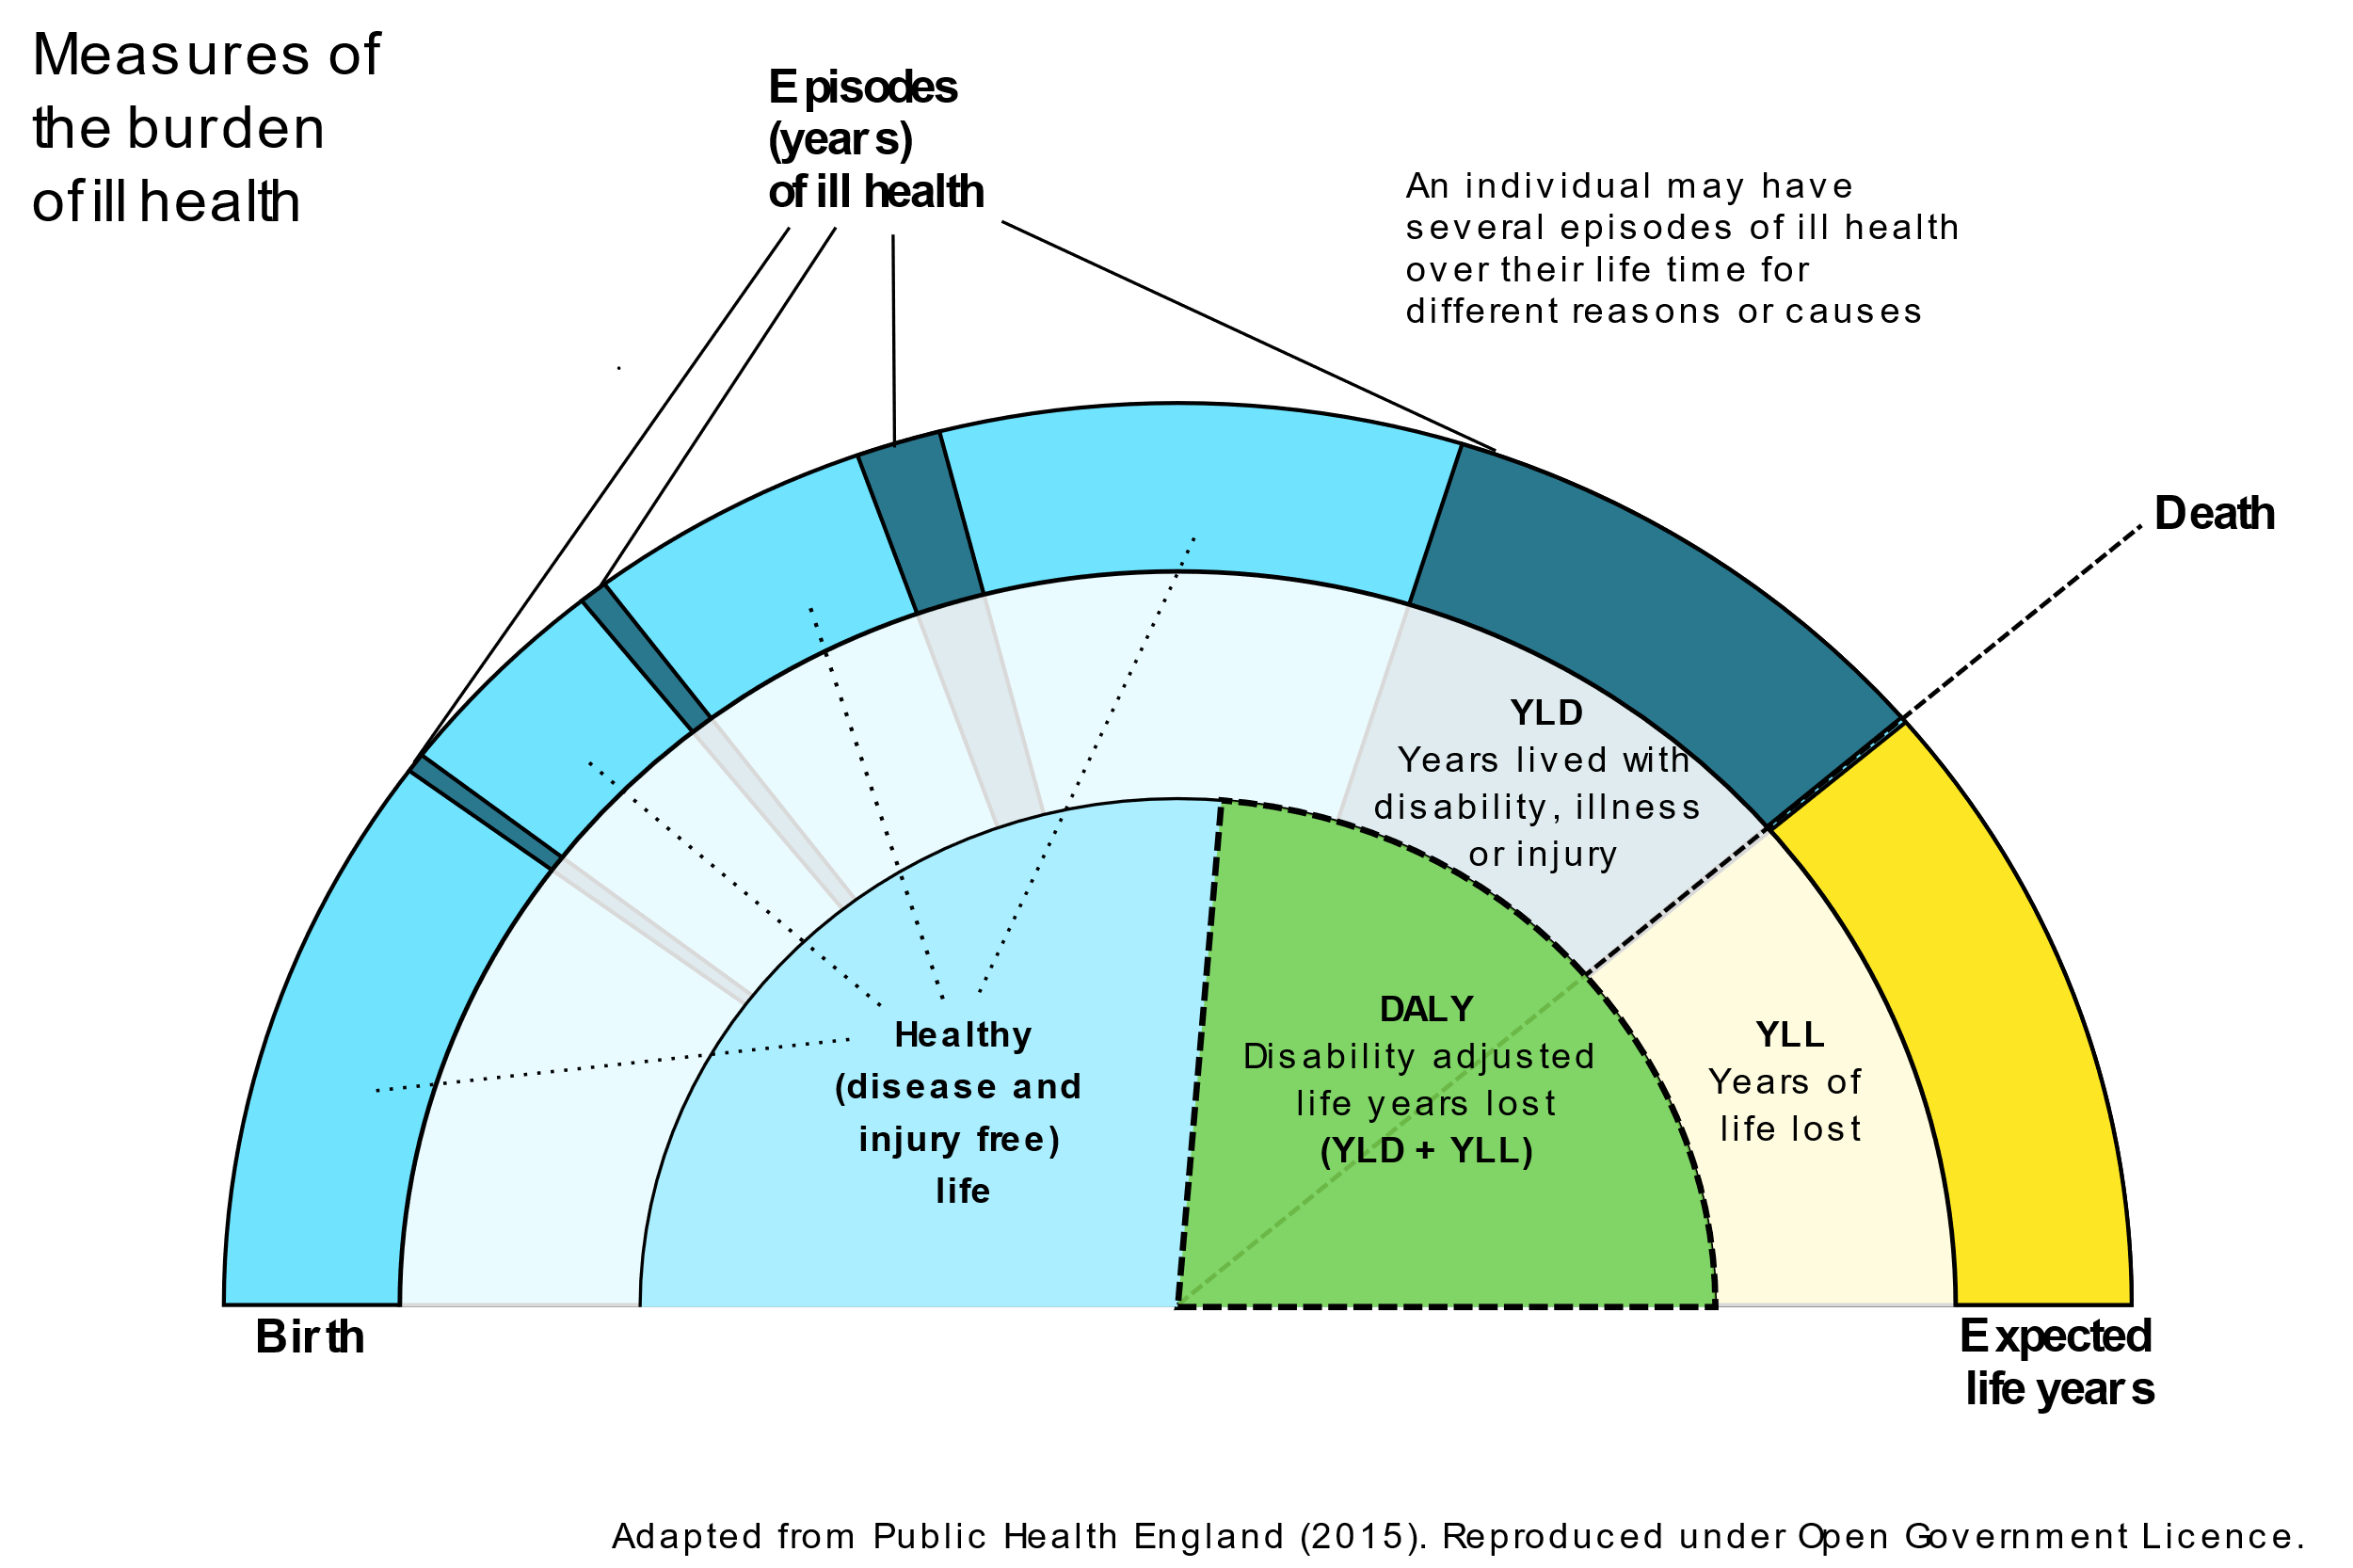 Measures of
the burden
of ill health
Episodes
(years)
of ill health
An individual may have
several episodes of ill health
over their life time for
different reasons or causes
Death
YLD
Years lived with
disability, illness
or injury
DALY
Disability adjusted
life years lost
(YLD + YLL)
YLL
Years of
life lost
Healthy
(disease and
injury free)
life
Birth
Expected
life years
Adapted from Public Health England (2015). Reproduced under Open Government Licence.